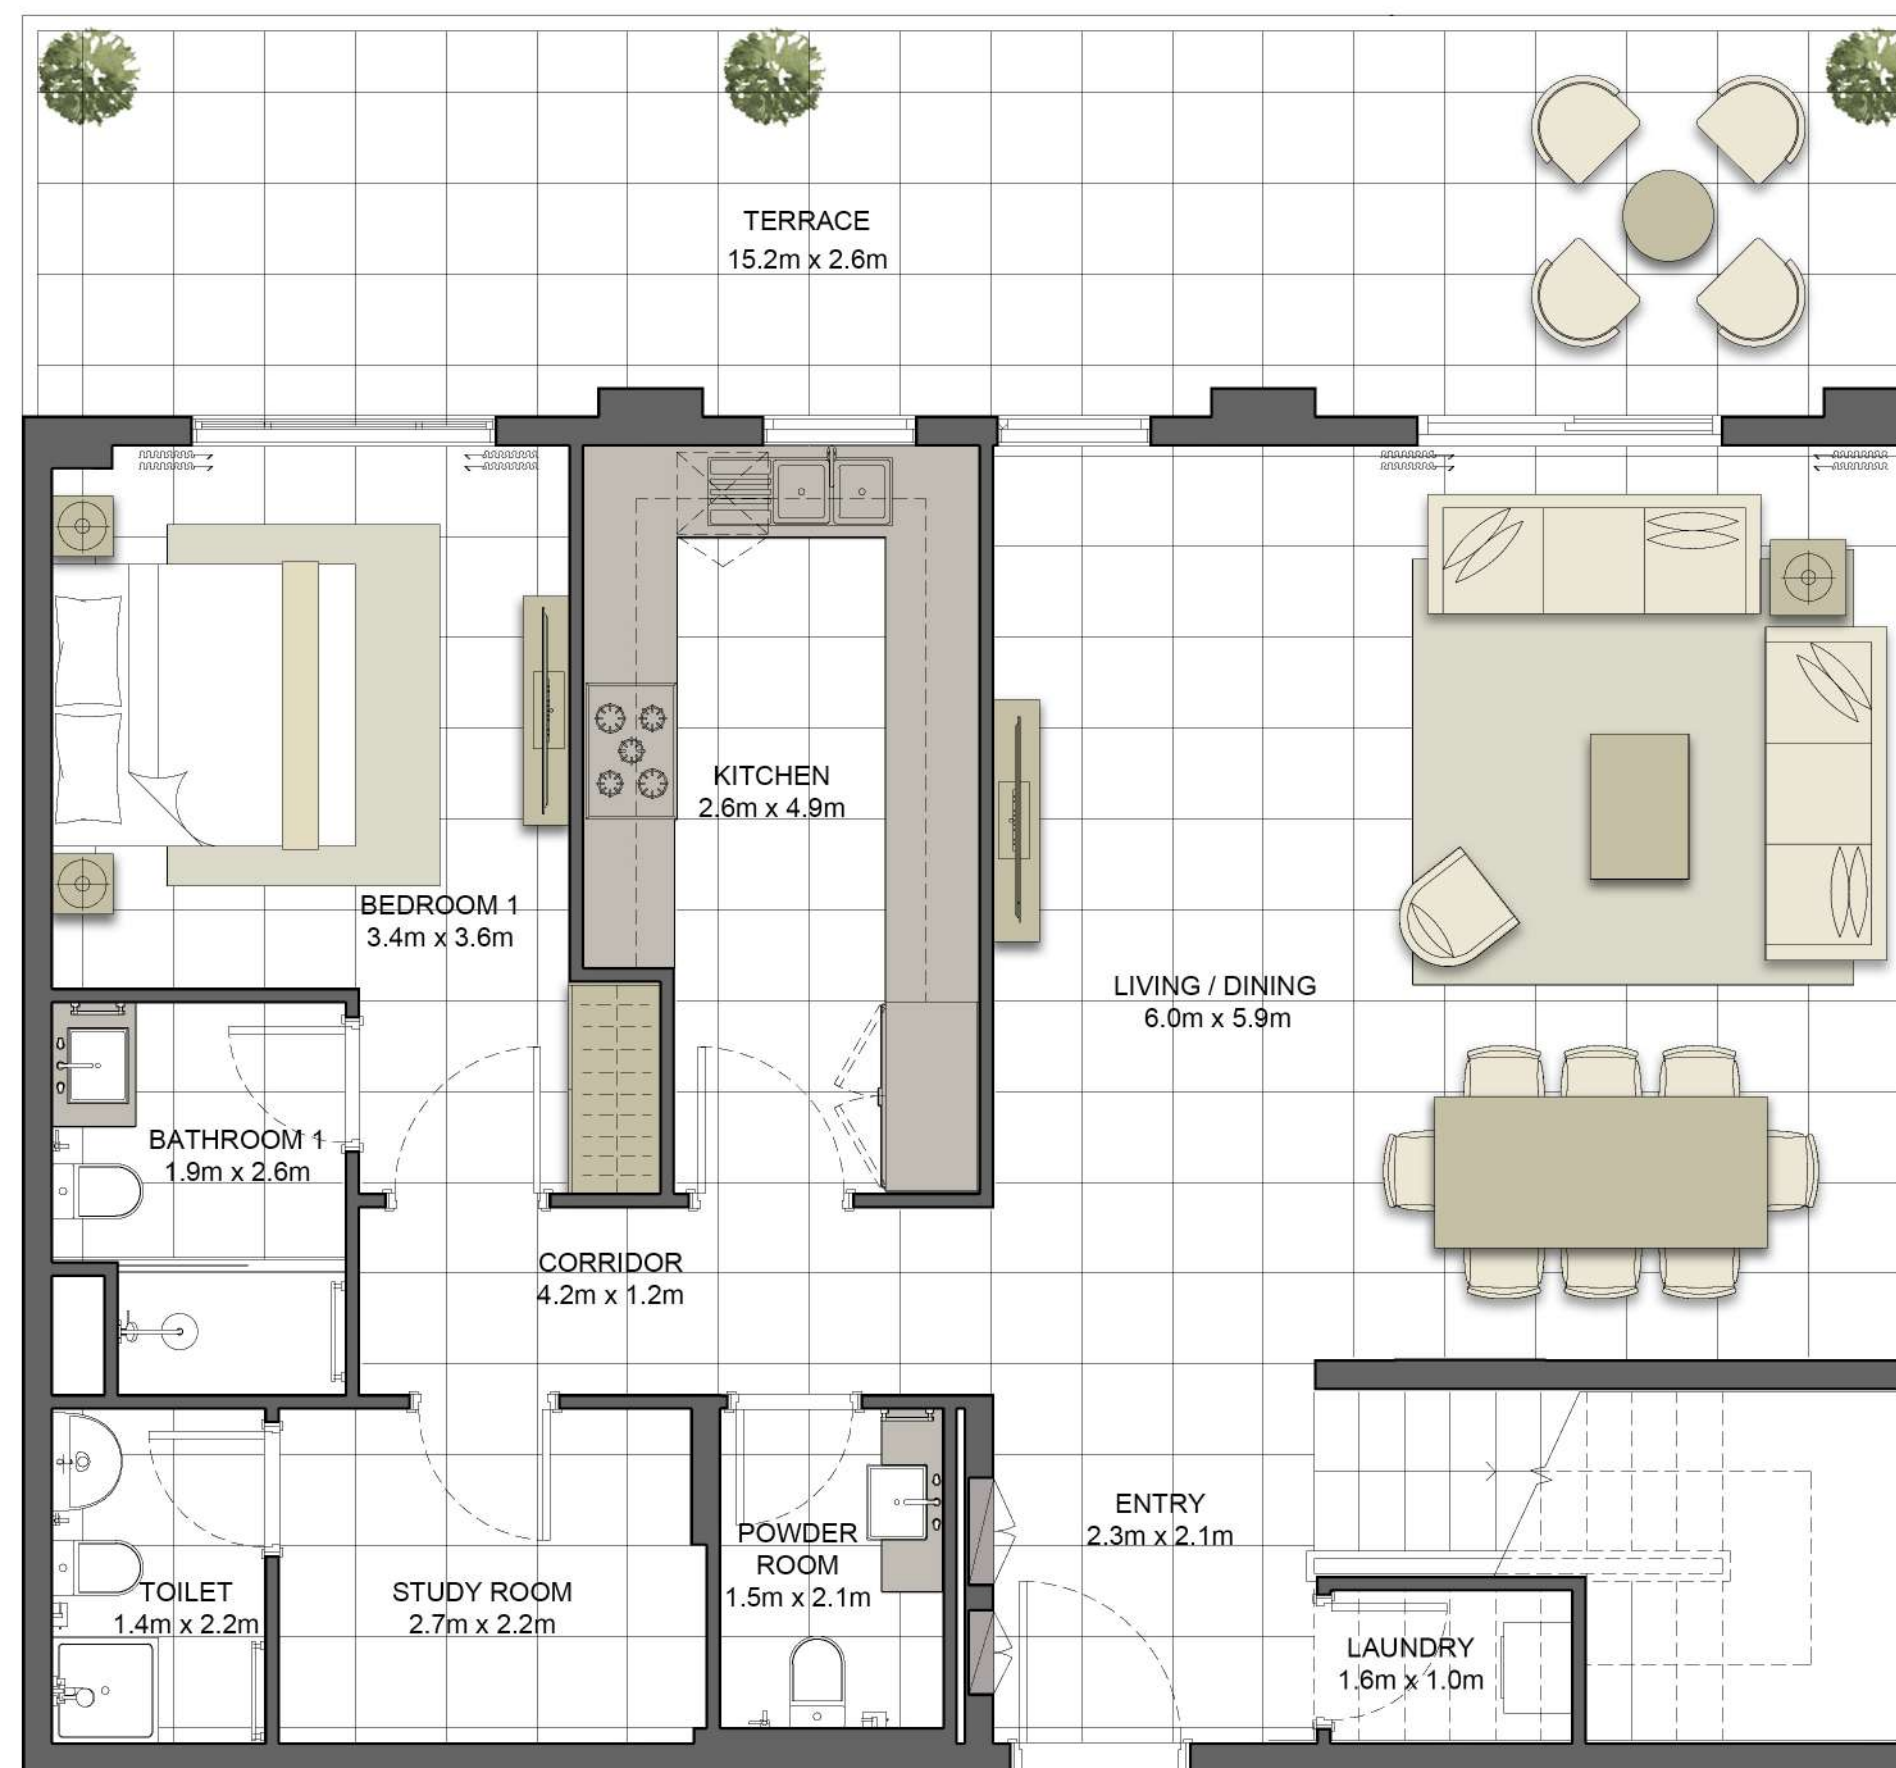 TERRACE
15.2m x 2.6m
KITCHEN
2.6m x 4.9m
BEDROOM 1
3.4m x 3.6m
LIVING / DINING
6.0m x 5.9m
BATHROOM 1
1.9m x 2.6m
CORRIDOR
4.2m x 1.2m
ENTRY
2.3m x 2.1m
POWDER
ROOM
1.5m x 2.1m
TOILET
1.4m x 2.2m
STUDY ROOM
2.7m x 2.2m
LAUNDRY
1.6m x 1.0m